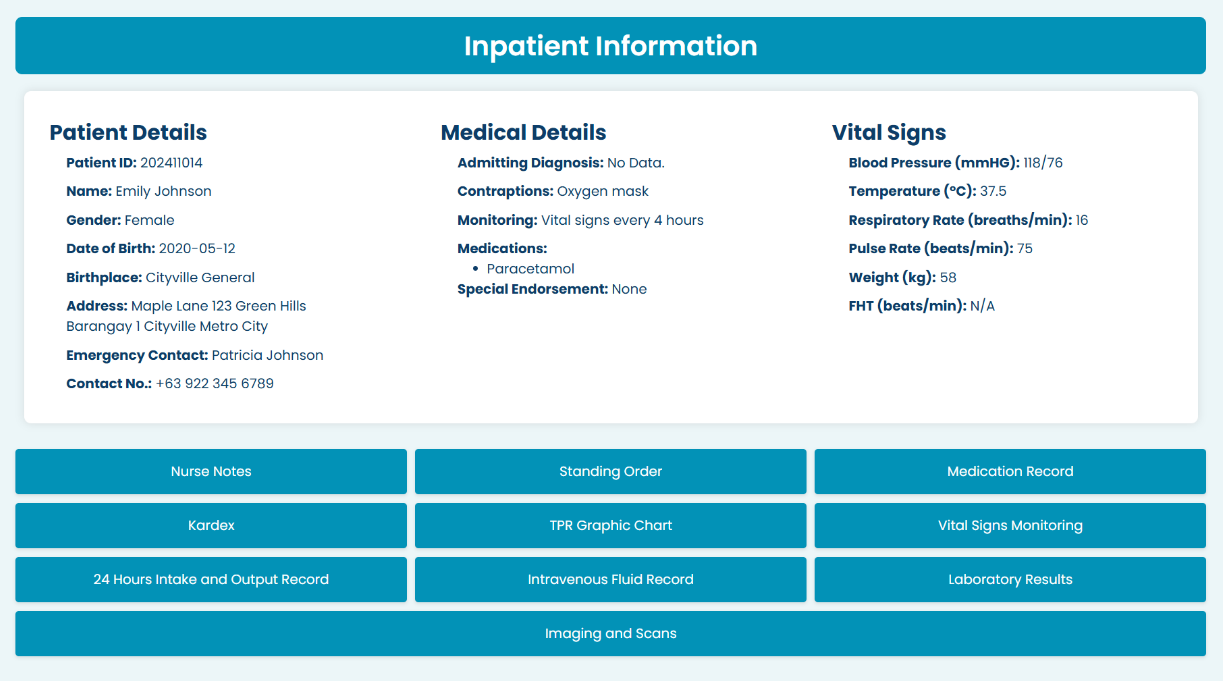 Inpatient Information
Patient Details
Patient ID: 202411014
Name: Emily Johnson
Gender: Female
Date of Birth: 2020-05-12
Birthplace: Cityville General
Address: Maple Lane 123 Green Hills
Barangay 1 Cityville Metro City
Emergency Contact: Patricia Johnson
Contact No.: +63 922 345 6789
Medical Details
Admitting Diagnosis: No Data.
Contraptions: Oxygen mask
Monitoring: Vital signs every 4 hours
Medications:
• Paracetamol
Special Endorsement: None
Vital Signs
Blood Pressure (mmHG): 118/76
Temperature (°C): 37.5
Respiratory Rate (breaths/min): 16
Pulse Rate (beats/min): 75
Weight (kg): 58
FHT (beats/min): N/A
Nurse Notes
Standing Order
Medication Record
Kardex
TPR Graphic Chart
Vital Signs Monitoring
24 Hours Intake and Output Record
Intravenous Fluid Record
Laboratory Results
Imaging and Scans